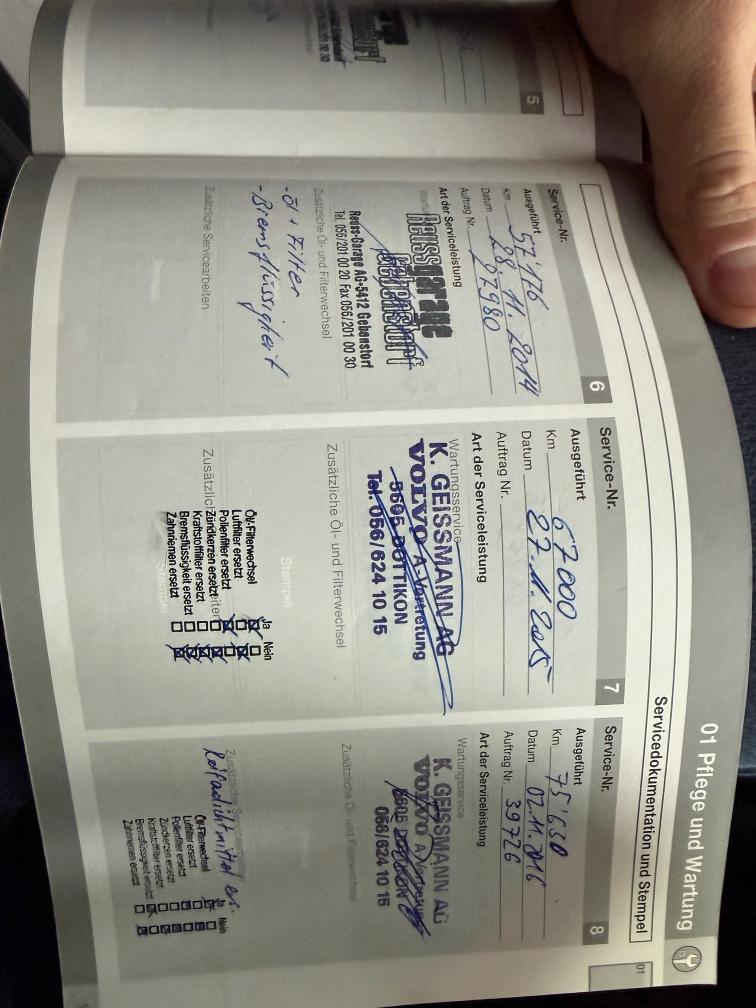 01 Pflege und Wartung
Servicedokumentation und Stempel
01
5
Service-Nr. 6
Ausgeführt
Km 57'176
Datum 28. 11. 2014
Auftrag Nr. 27980
Art der Serviceleistung
Reussgarage
Gebenstorf
Reuss-Garage AG-5412 Gebenstorf
Tel. 056/201 00 20 Fax 056/201 00 30
Zusätzliche Öl- und Filterwechsel
- Öl + Filter
- Bremsflüssigkeit
Zusätzliche Servicearbeiten
Service-Nr. 7
Ausgeführt
Km 67000
Datum 27. 11. 2015
Auftrag Nr.
Art der Serviceleistung
Wartungsservice
K. GEISSMANN AG
VOLVO A-Vertretung
5605 DOTTIKON
Tel. 056/624 10 15
Zusätzliche Öl- und Filterwechsel
Stempel
Ja Nein
Öl-Filterwechsel
Luftfilter ersetzt
Pollenfilter ersetzt
Zündkerzen ersetzt
Kraftstofffilter ersetzt
Bremsflüssigkeit ersetzt
Zahnriemen ersetzt
Service-Nr. 8
Ausgeführt
Km 75'630
Datum 02. 11. 2016
Auftrag Nr. 39726
Art der Serviceleistung
Wartungsservice
K. GEISSMANN AG
VOLVO A-Vertretung
5605 DOTTIKON
056/624 10 15
Zusätzliche Öl- und Filterwechsel
Ja Nein
Öl-Filterwechsel
Luftfilter ersetzt
Pollenfilter ersetzt
Zündkerzen ersetzt
Kraftstofffilter ersetzt
Bremsflüssigkeit ersetzt
Zahnriemen ersetzt